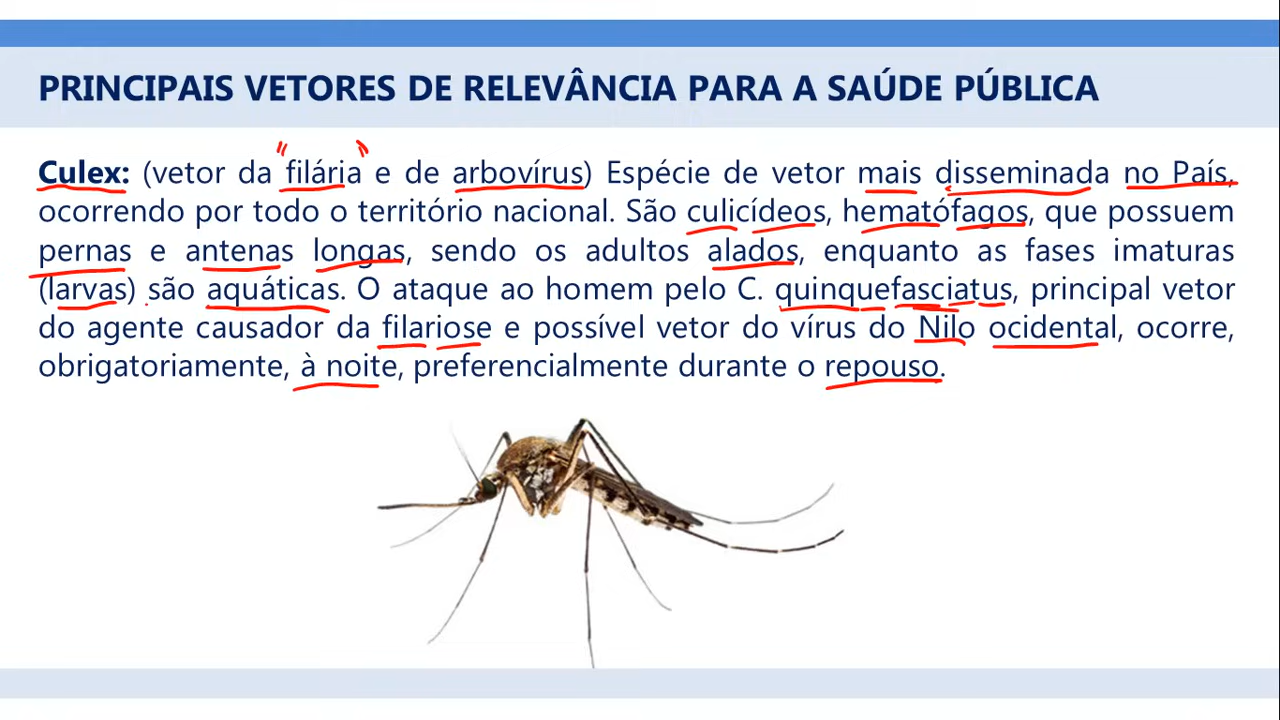 PRINCIPAIS VETORES DE RELEVÂNCIA PARA A SAÚDE PÚBLICA
Culex: (vetor da "filária" e de arbovírus) Espécie de vetor mais disseminada no País,
ocorrendo por todo o território nacional. São culicídeos, hematófagos, que possuem
pernas e antenas longas, sendo os adultos alados, enquanto as fases imaturas
(larvas) são aquáticas. O ataque ao homem pelo C. quinquefasciatus, principal vetor
do agente causador da filariose e possível vetor do vírus do Nilo ocidental, ocorre,
obrigatoriamente, à noite, preferencialmente durante o repouso.